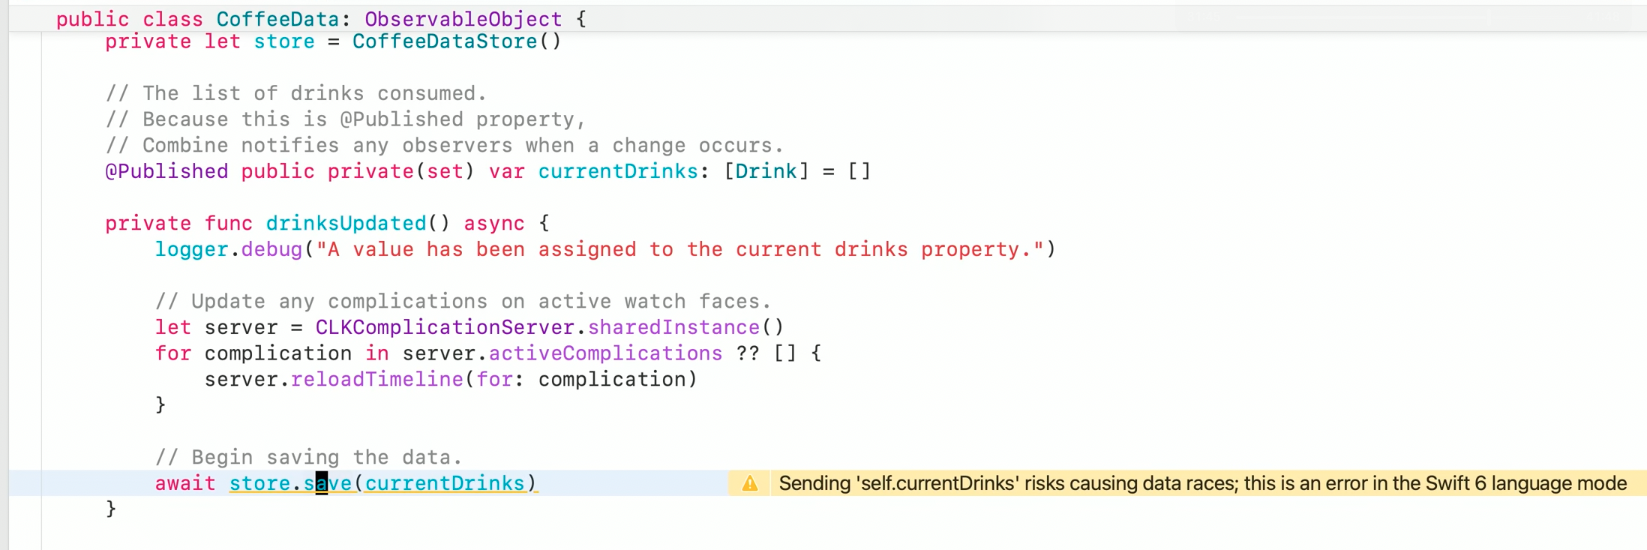 public class CoffeeData: ObservableObject {
private let store = CoffeeDataStore()
// The list of drinks consumed.
// Because this is @Published property,
// Combine notifies any observers when a change occurs.
@Published public private(set) var currentDrinks: [Drink] = []
private func drinksUpdated() async {
logger.debug("A value has been assigned to the current drinks property.")
// Update any complications on active watch faces.
let server = CLKComplicationServer.sharedInstance()
for complication in server.activeComplications ?? [] {
server.reloadTimeline(for: complication)
}
// Begin saving the data.
await store.save(currentDrinks) Sending 'self.currentDrinks' risks causing data races; this is an error in the Swift 6 language mode
}